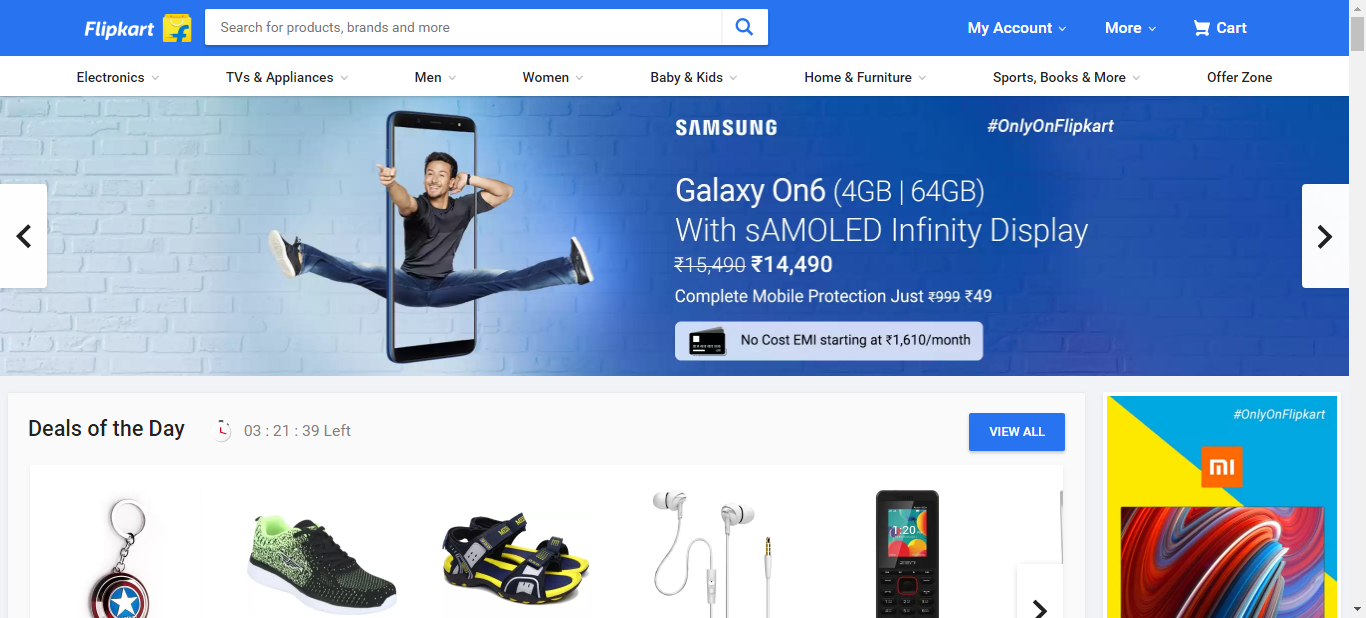 Flipkart
Search for products, brands and more
My Account
More
Cart
Electronics
TVs & Appliances
Men
Women
Baby & Kids
Home & Furniture
Sports, Books & More
Offer Zone
SAMSUNG
#OnlyOnFlipkart
Galaxy On6 (4GB | 64GB)
With sAMOLED Infinity Display
₹15,490 ₹14,490
Complete Mobile Protection Just ₹999 ₹49
No Cost EMI starting at ₹1,610/month
Deals of the Day
03 : 21 : 39 Left
VIEW ALL
#OnlyOnFlipkart
mi
1:20